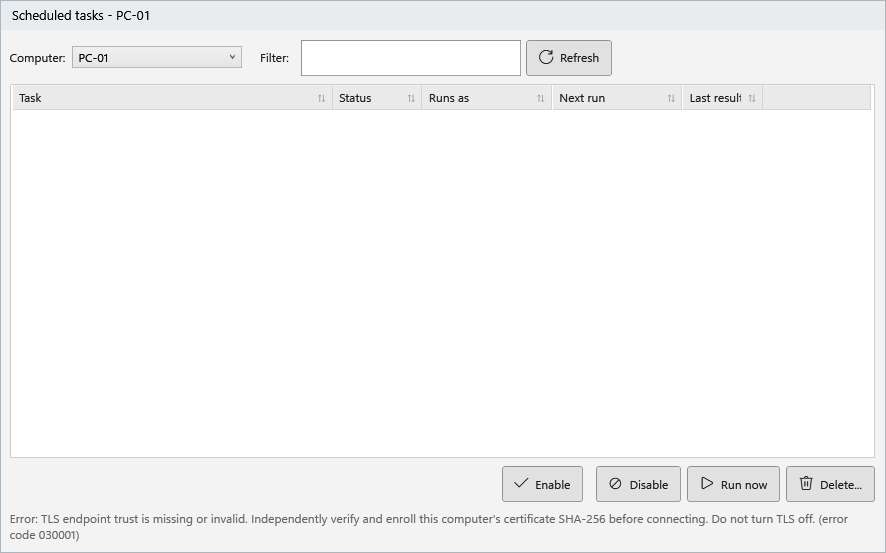 Scheduled tasks - PC-01
Computer: PC-01 Filter: Refresh
Task Status Runs as Next run Last result
Enable Disable Run now Delete...
Error: TLS endpoint trust is missing or invalid. Independently verify and enroll this computer's certificate SHA-256 before connecting. Do not turn TLS off. (error
code 030001)